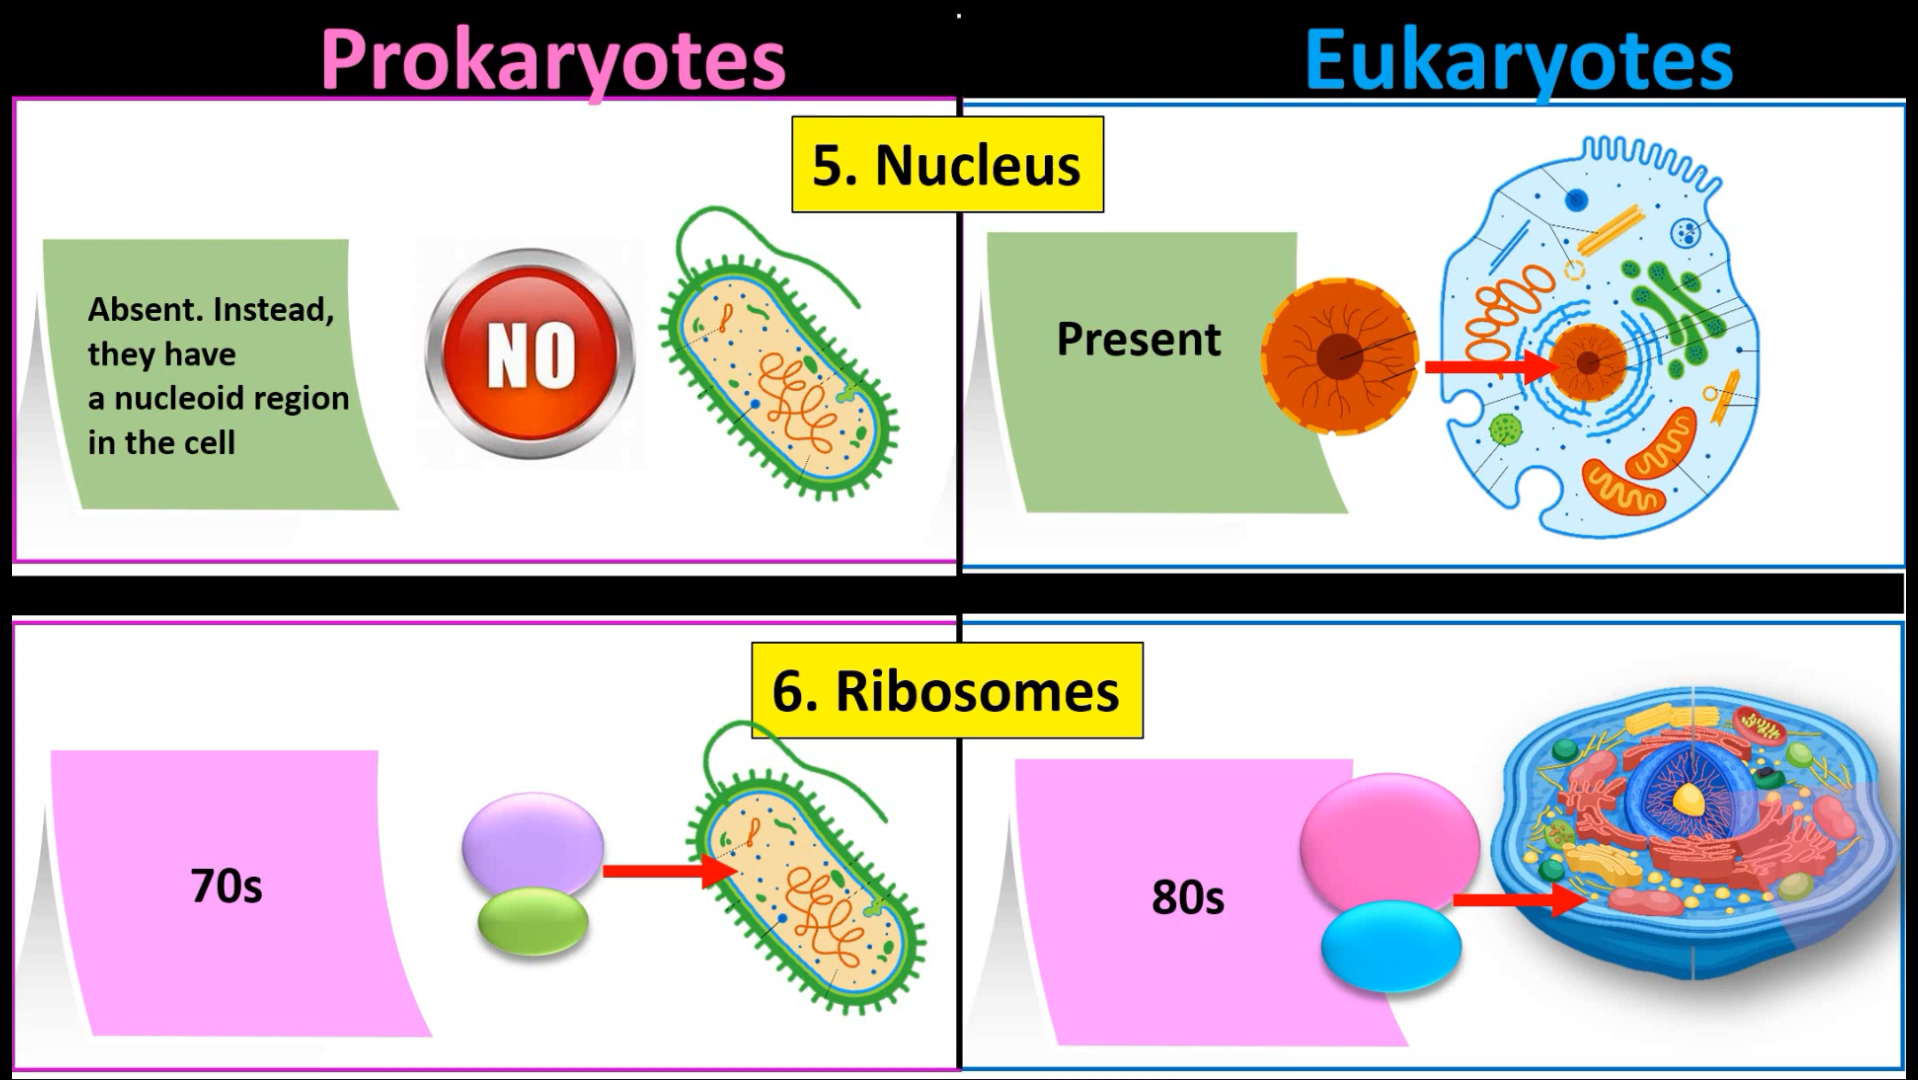 Prokaryotes
Eukaryotes
5. Nucleus
Absent. Instead,
they have
a nucleoid region
in the cell
NO
Present
6. Ribosomes
70s
80s